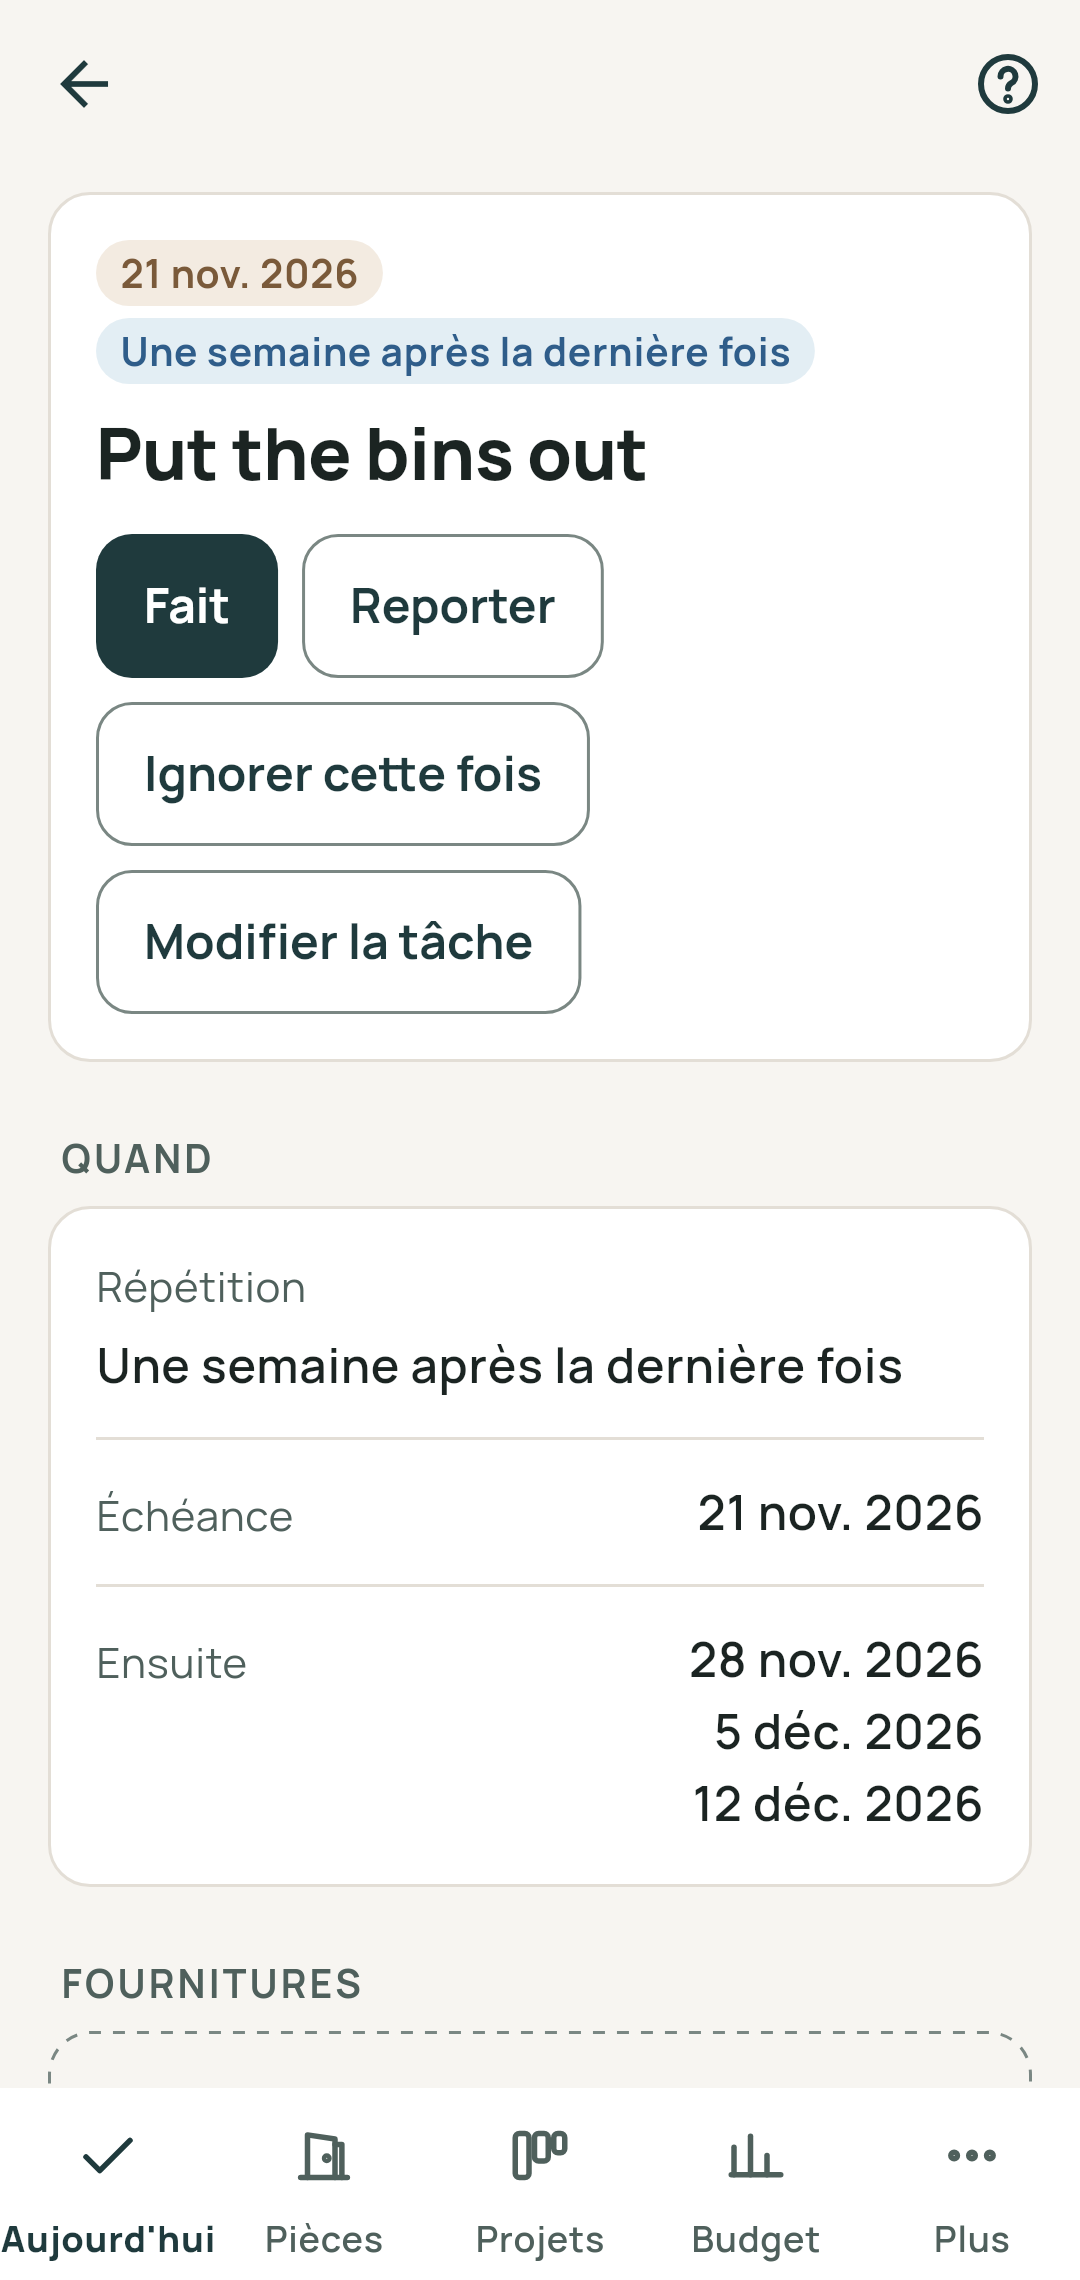 21 nov. 2026
Une semaine après la dernière fois
Put the bins out
Fait
Reporter
Ignorer cette fois
Modifier la tâche
QUAND
Répétition
Une semaine après la dernière fois
Échéance
21 nov. 2026
Ensuite
28 nov. 2026
5 déc. 2026
12 déc. 2026
FOURNITURES
Aujourd'hui
Pièces
Projets
Budget
Plus